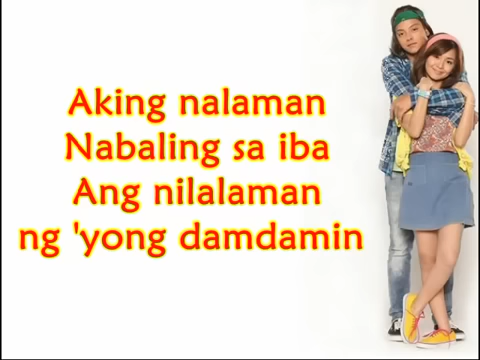 Aking nalaman
Nabaling sa iba
Ang nilalaman
ng 'yong damdamin